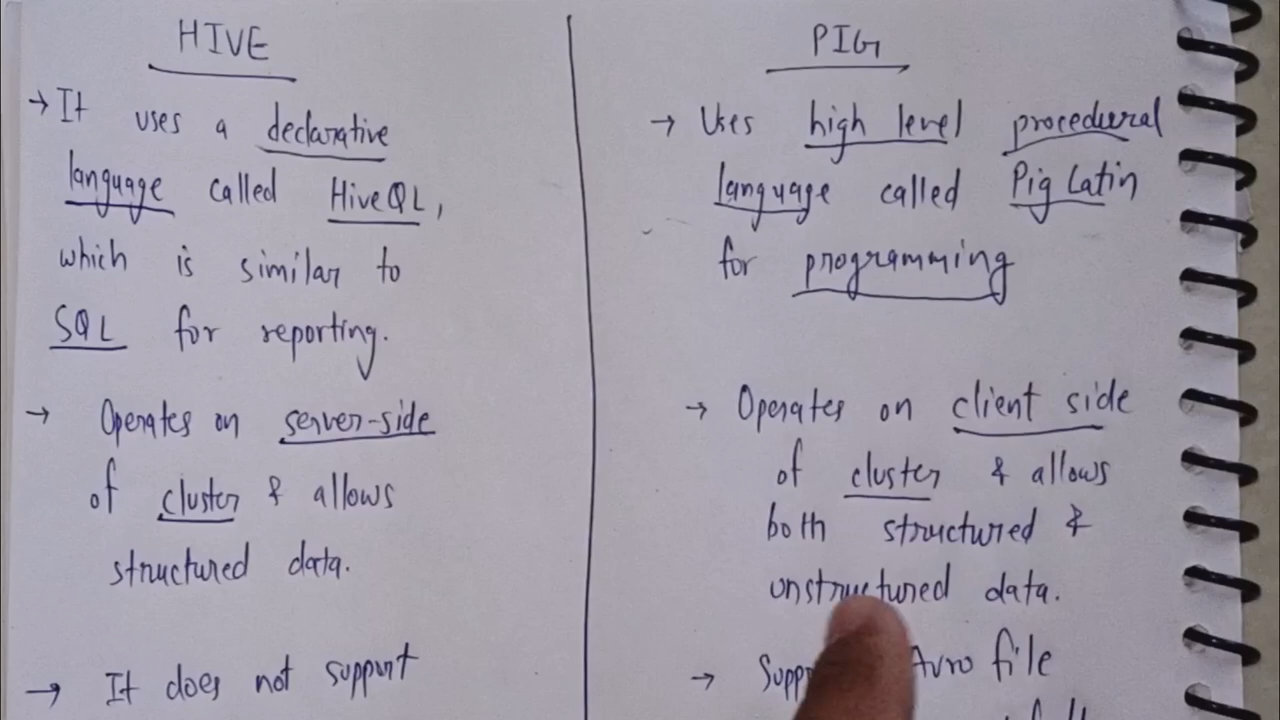 HIVE
→ It uses a declarative
language called HiveQL,
which is similar to
SQL for reporting.
→ Operates on server-side
of cluster & allows
structured data.
→ It does not support
PIG
→ Uses high level procedural
language called Pig Latin
for programming
→ Operates on client side
of cluster & allows
both structured &
unstructured data.
→ Avro file